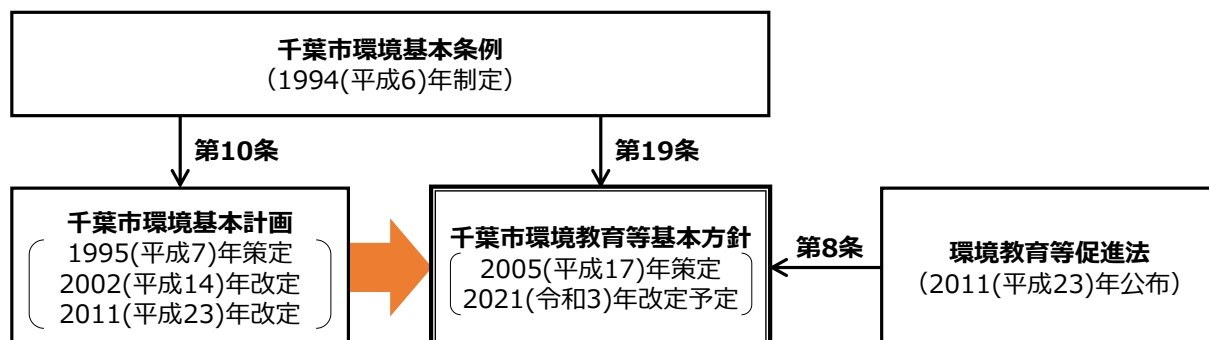 千葉市環境基本条例
（1994(平成6)年制定）
第10条
第19条
千葉市環境基本計画
1995(平成7)年策定
2002(平成14)年改定
2011(平成23)年改定
千葉市環境教育等基本方針
2005(平成17)年策定
2021(令和3)年改定予定
第8条
環境教育等促進法
（2011(平成23)年公布）